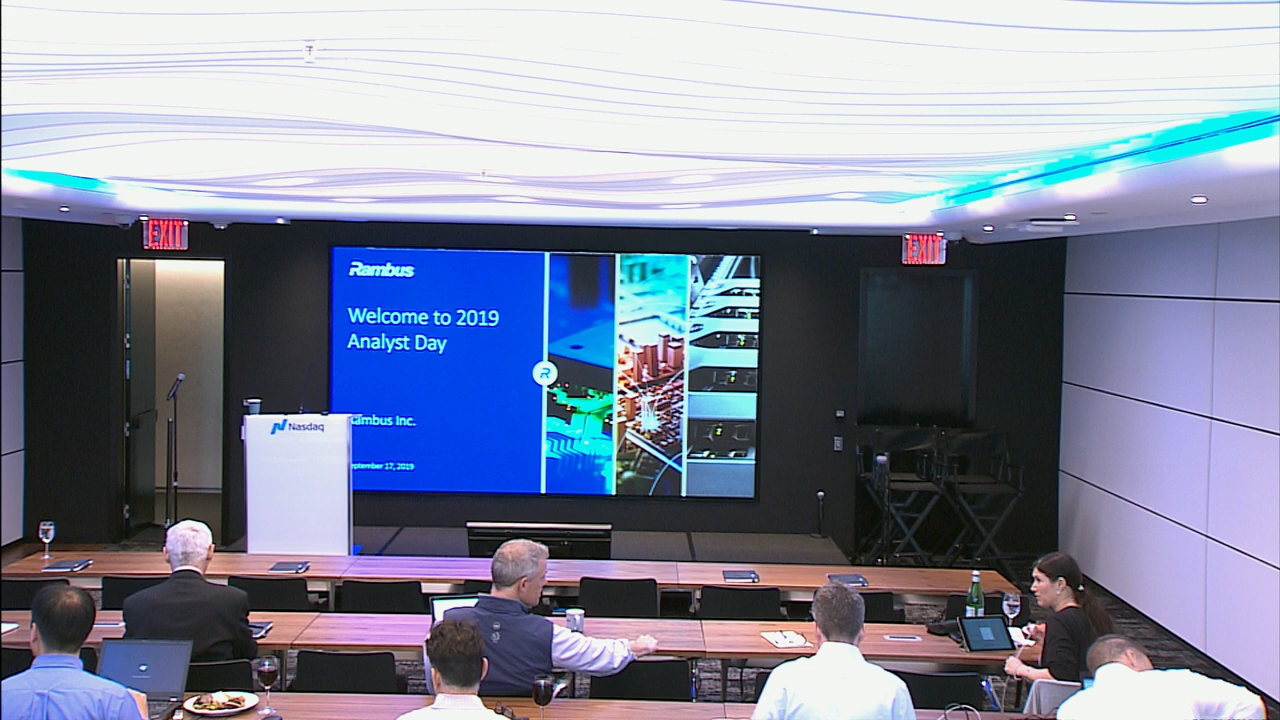 EXIT
EXIT
Rambus
Welcome to 2019
Analyst Day
R
Rambus Inc.
September 17, 2019
Nasdaq